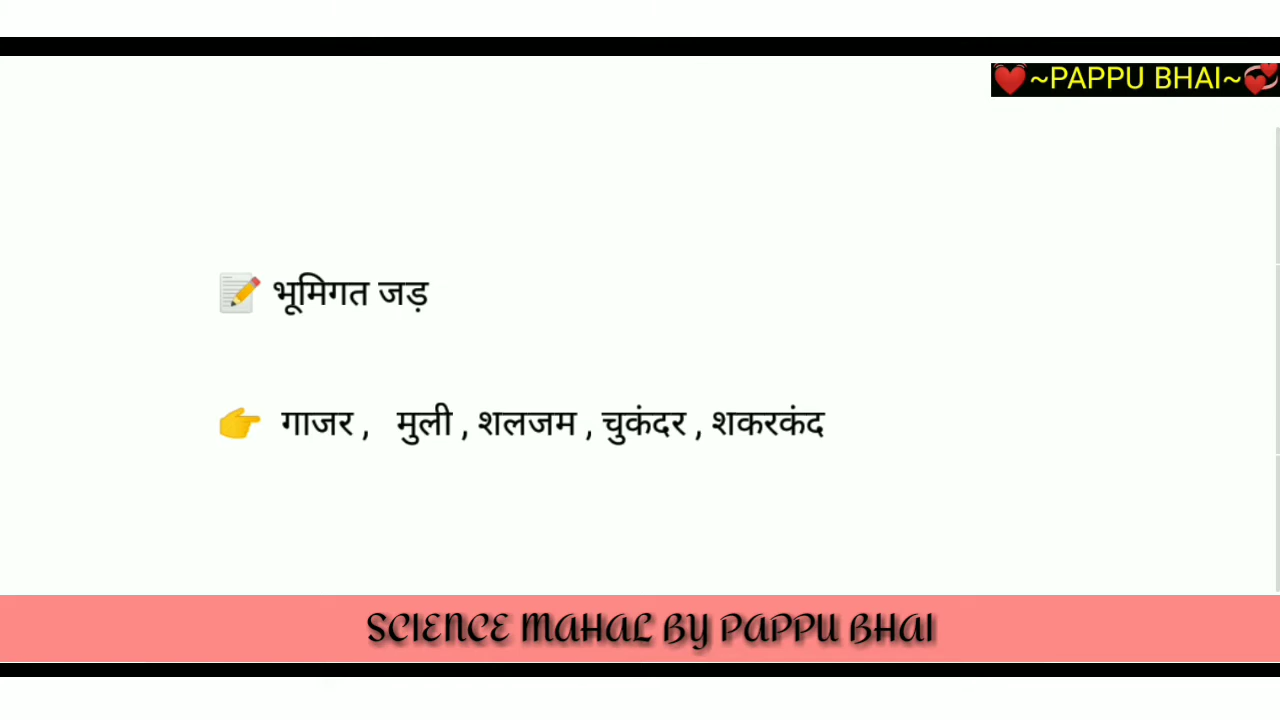 ~PAPPU BHAI~
भूमिगत जड़
गाजर , मुली , शलजम , चुकंदर , शकरकंद
SCIENCE MAHAL BY PAPPU BHAI